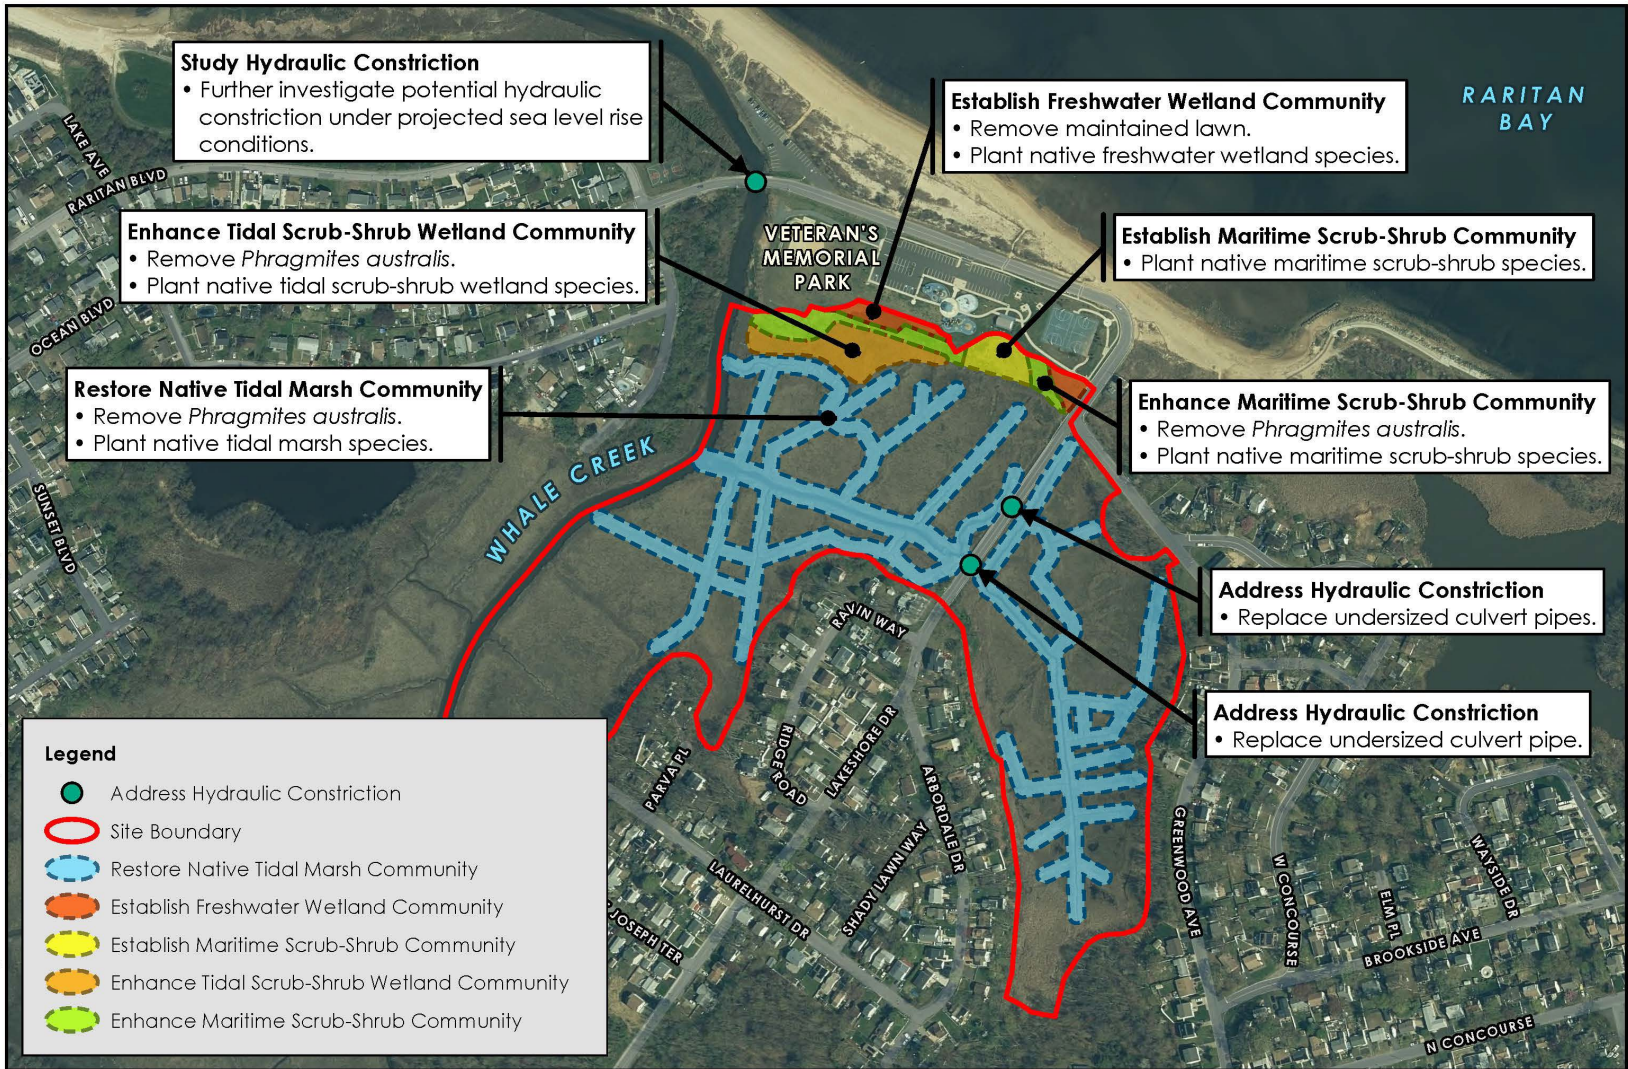 Study Hydraulic Constriction
• Further investigate potential hydraulic
constriction under projected sea level rise
conditions.
Establish Freshwater Wetland Community
• Remove maintained lawn.
• Plant native freshwater wetland species.
RARITAN
BAY
LAKE AVE
RARITAN BLVD
Enhance Tidal Scrub-Shrub Wetland Community
• Remove Phragmites australis.
• Plant native tidal scrub-shrub wetland species.
VETERAN'S
MEMORIAL
PARK
Establish Maritime Scrub-Shrub Community
• Plant native maritime scrub-shrub species.
OCEAN BLVD
Restore Native Tidal Marsh Community
• Remove Phragmites australis.
• Plant native tidal marsh species.
Enhance Maritime Scrub-Shrub Community
• Remove Phragmites australis.
• Plant native maritime scrub-shrub species.
WHALE CREEK
SUNSET BLVD
Address Hydraulic Constriction
• Replace undersized culvert pipes.
RAVIN WAY
Address Hydraulic Constriction
• Replace undersized culvert pipe.
PARVA PL
RIDGE ROAD
LAKESHORE DR
ARBORDALE DR
SHADY LAWN WAY
LAURELHURST DR
JOSEPH TER
GREENWOOD AVE
W CONCOURSE
ELM PL
WAYSIDE DR
BROOKSIDE AVE
N CONCOURSE
Legend
Address Hydraulic Constriction
Site Boundary
Restore Native Tidal Marsh Community
Establish Freshwater Wetland Community
Establish Maritime Scrub-Shrub Community
Enhance Tidal Scrub-Shrub Wetland Community
Enhance Maritime Scrub-Shrub Community